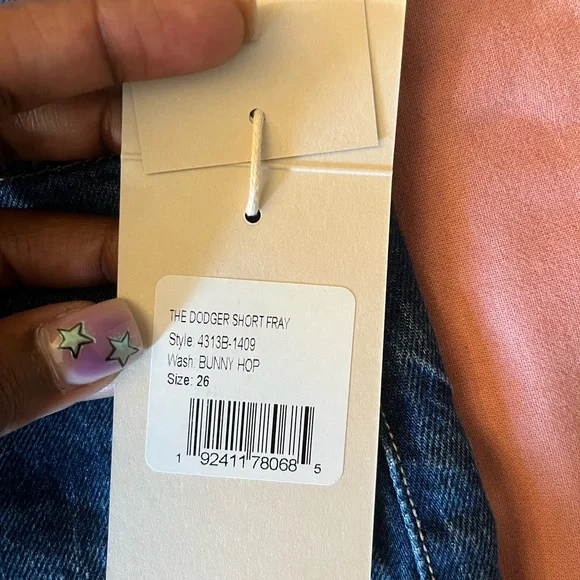 THE DODGER SHORT FRAY
Style: 4313B-1409
Wash: BUNNY HOP
Size: 26
1 92411 78068 5